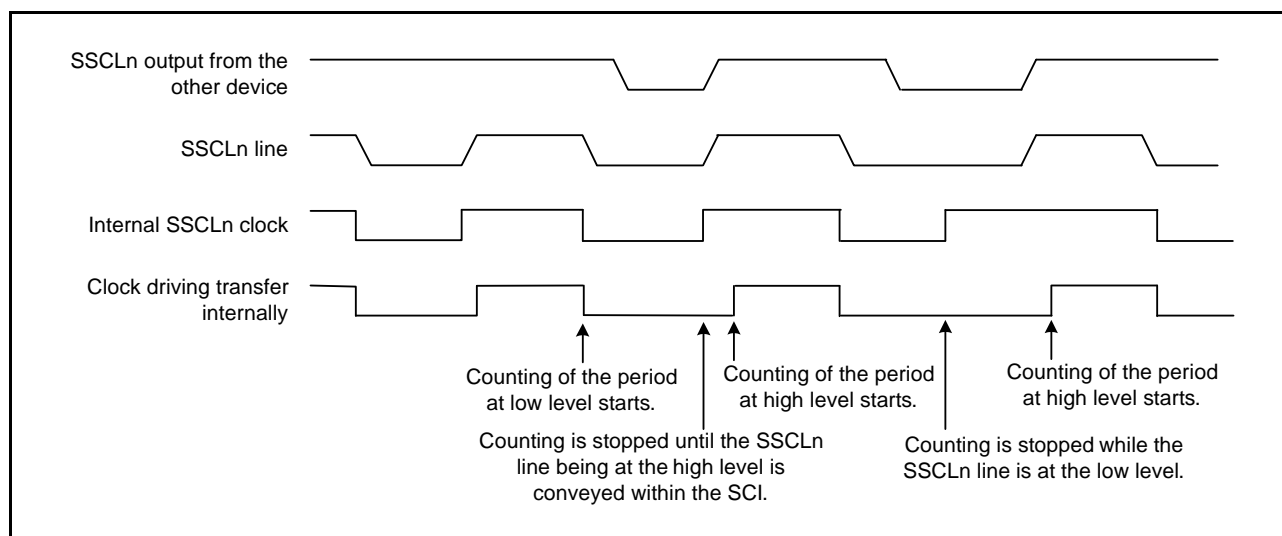 SSCLn output from the
other device
SSCLn line
Internal SSCLn clock
Clock driving transfer
internally
Counting of the period
at low level starts.
Counting of the period
at high level starts.
Counting of the period
at high level starts.
Counting is stopped until the SSCLn
line being at the high level is
conveyed within the SCI.
Counting is stopped while the
SSCLn line is at the low level.